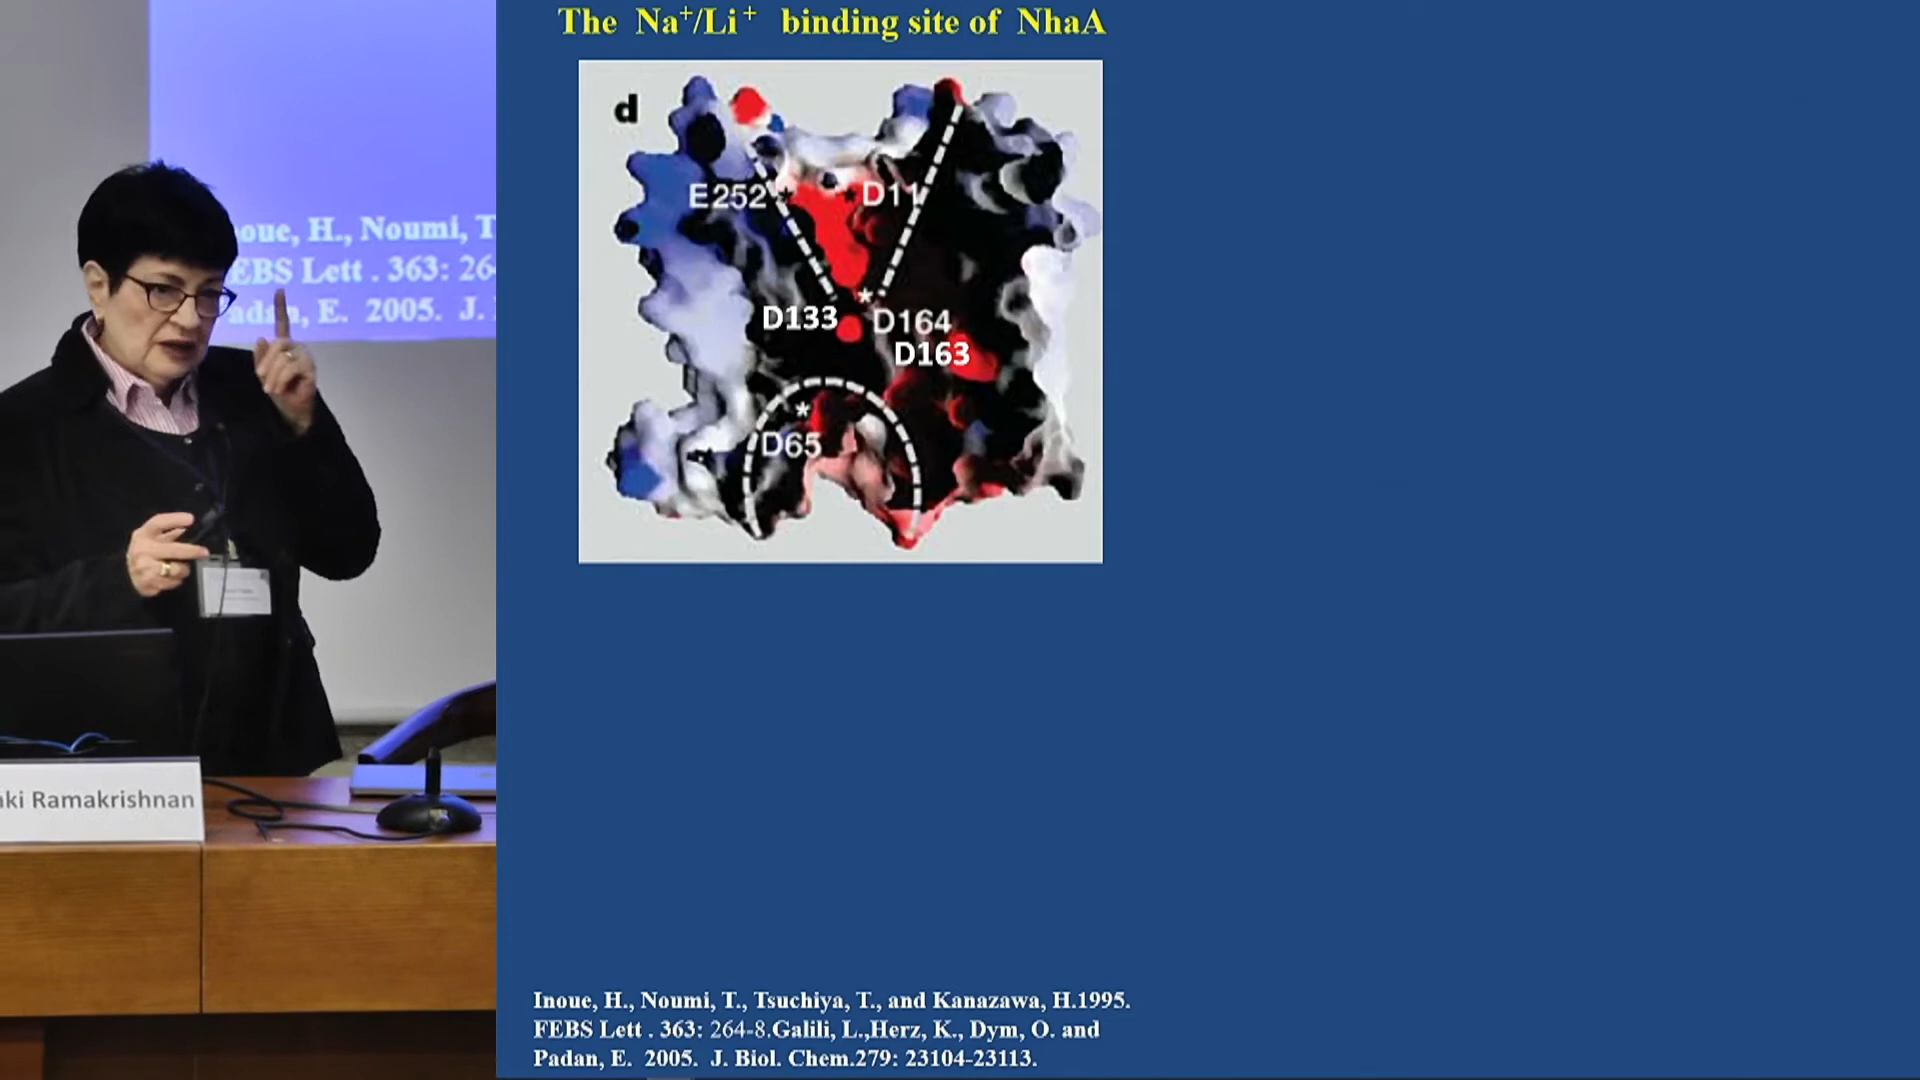 The Na⁺/Li⁺ binding site of NhaA
d
E252
D11
D133
D164
D163
D65
oue, H., Noumi, T
EBS Lett . 363: 26
adan, E. 2005. J.
ki Ramakrishnan
Inoue, H., Noumi, T., Tsuchiya, T., and Kanazawa, H.1995.
FEBS Lett . 363: 264-8.Galili, L.,Herz, K., Dym, O. and
Padan, E. 2005. J. Biol. Chem.279: 23104-23113.